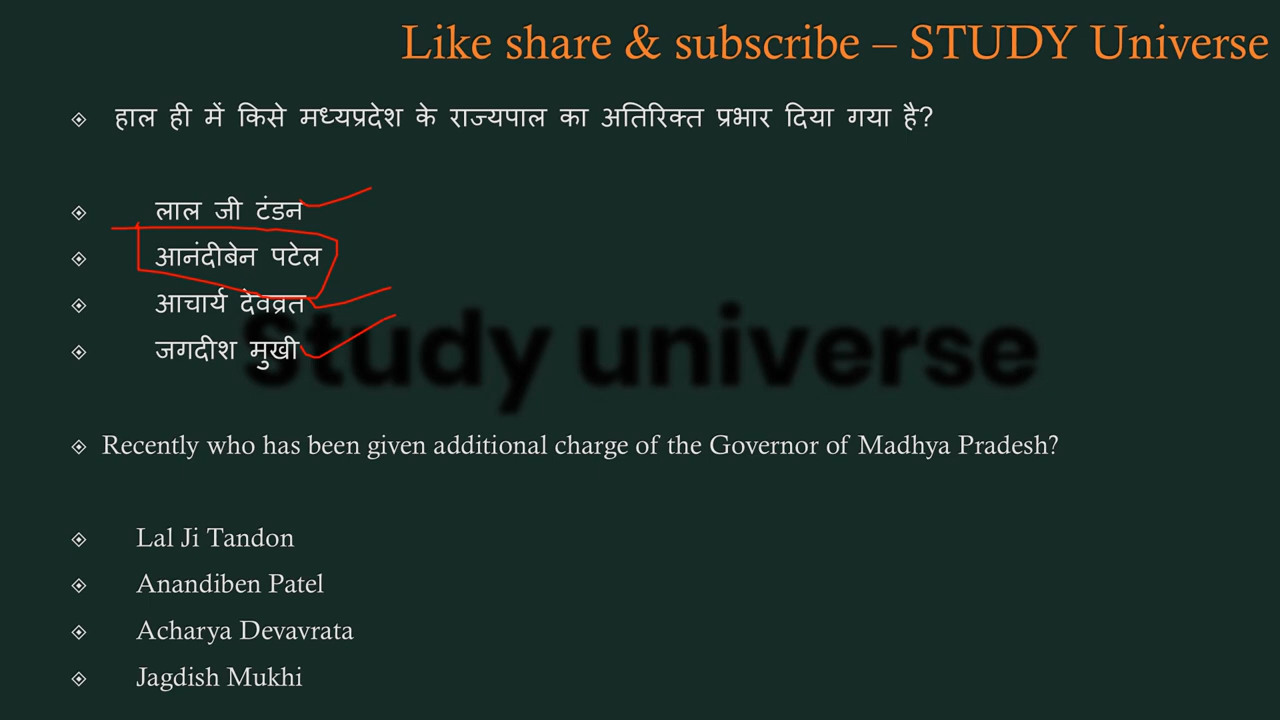 Like share & subscribe – STUDY Universe
हाल ही में किसे मध्यप्रदेश के राज्यपाल का अतिरिक्त प्रभार दिया गया है?
लाल जी टंडन
आनंदीबेन पटेल
आचार्य देवव्रत
जगदीश मुखी
Study universe
Recently who has been given additional charge of the Governor of Madhya Pradesh?
Lal Ji Tandon
Anandiben Patel
Acharya Devavrata
Jagdish Mukhi